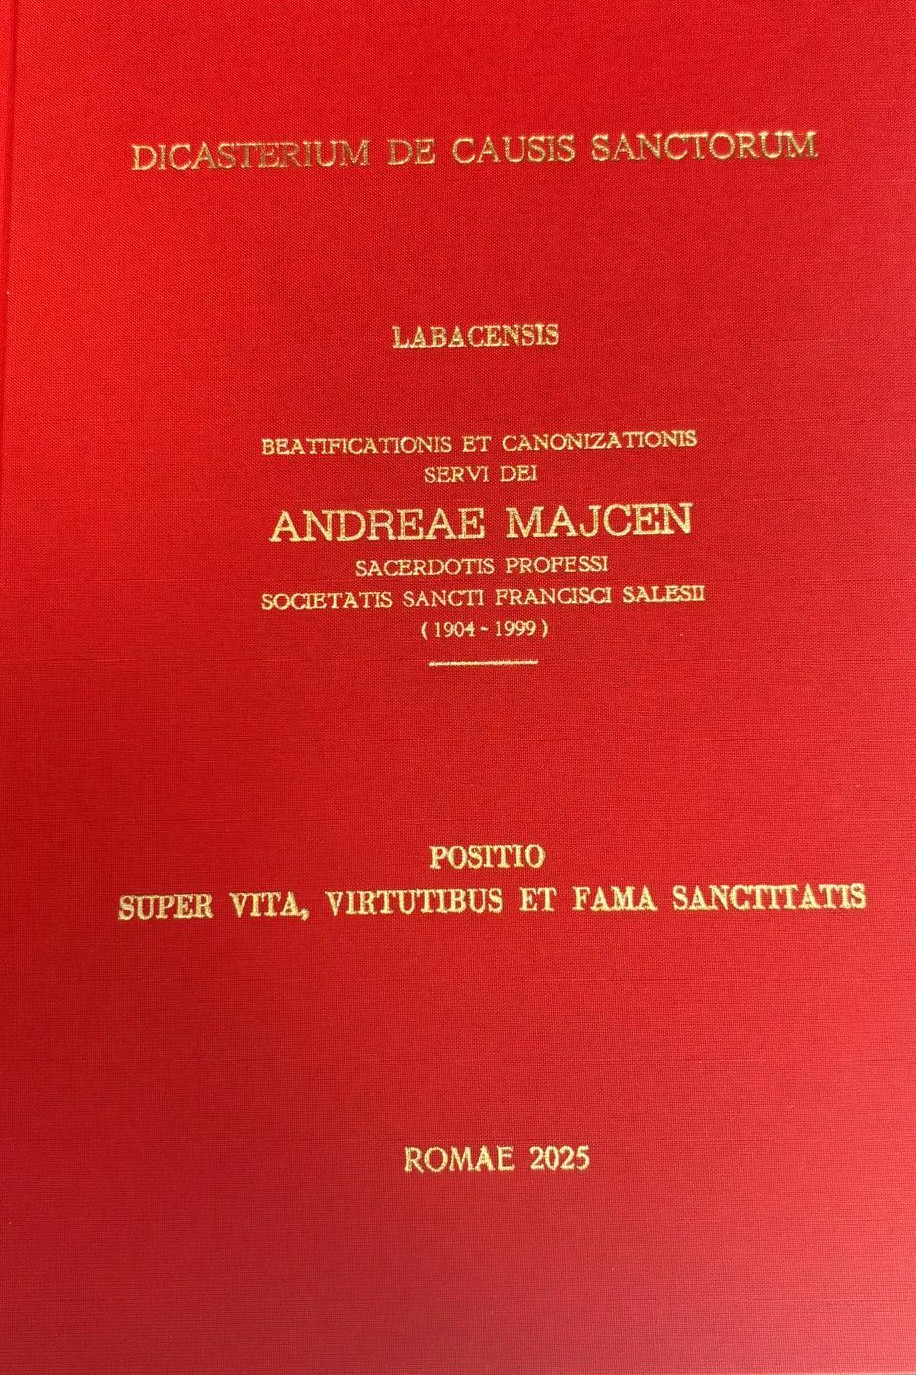 DICASTERIUM DE CAUSIS SANCTORUM
LABACENSIS
BEATIFICATIONIS ET CANONIZATIONIS
SERVI DEI
ANDREAE MAJCEN
SACERDOTIS PROFESSI
SOCIETATIS SANCTI FRANCISCI SALESII
( 1904 - 1999 )
POSITIO
SUPER VITA, VIRTUTIBUS ET FAMA SANCTITATIS
ROMAE 2025